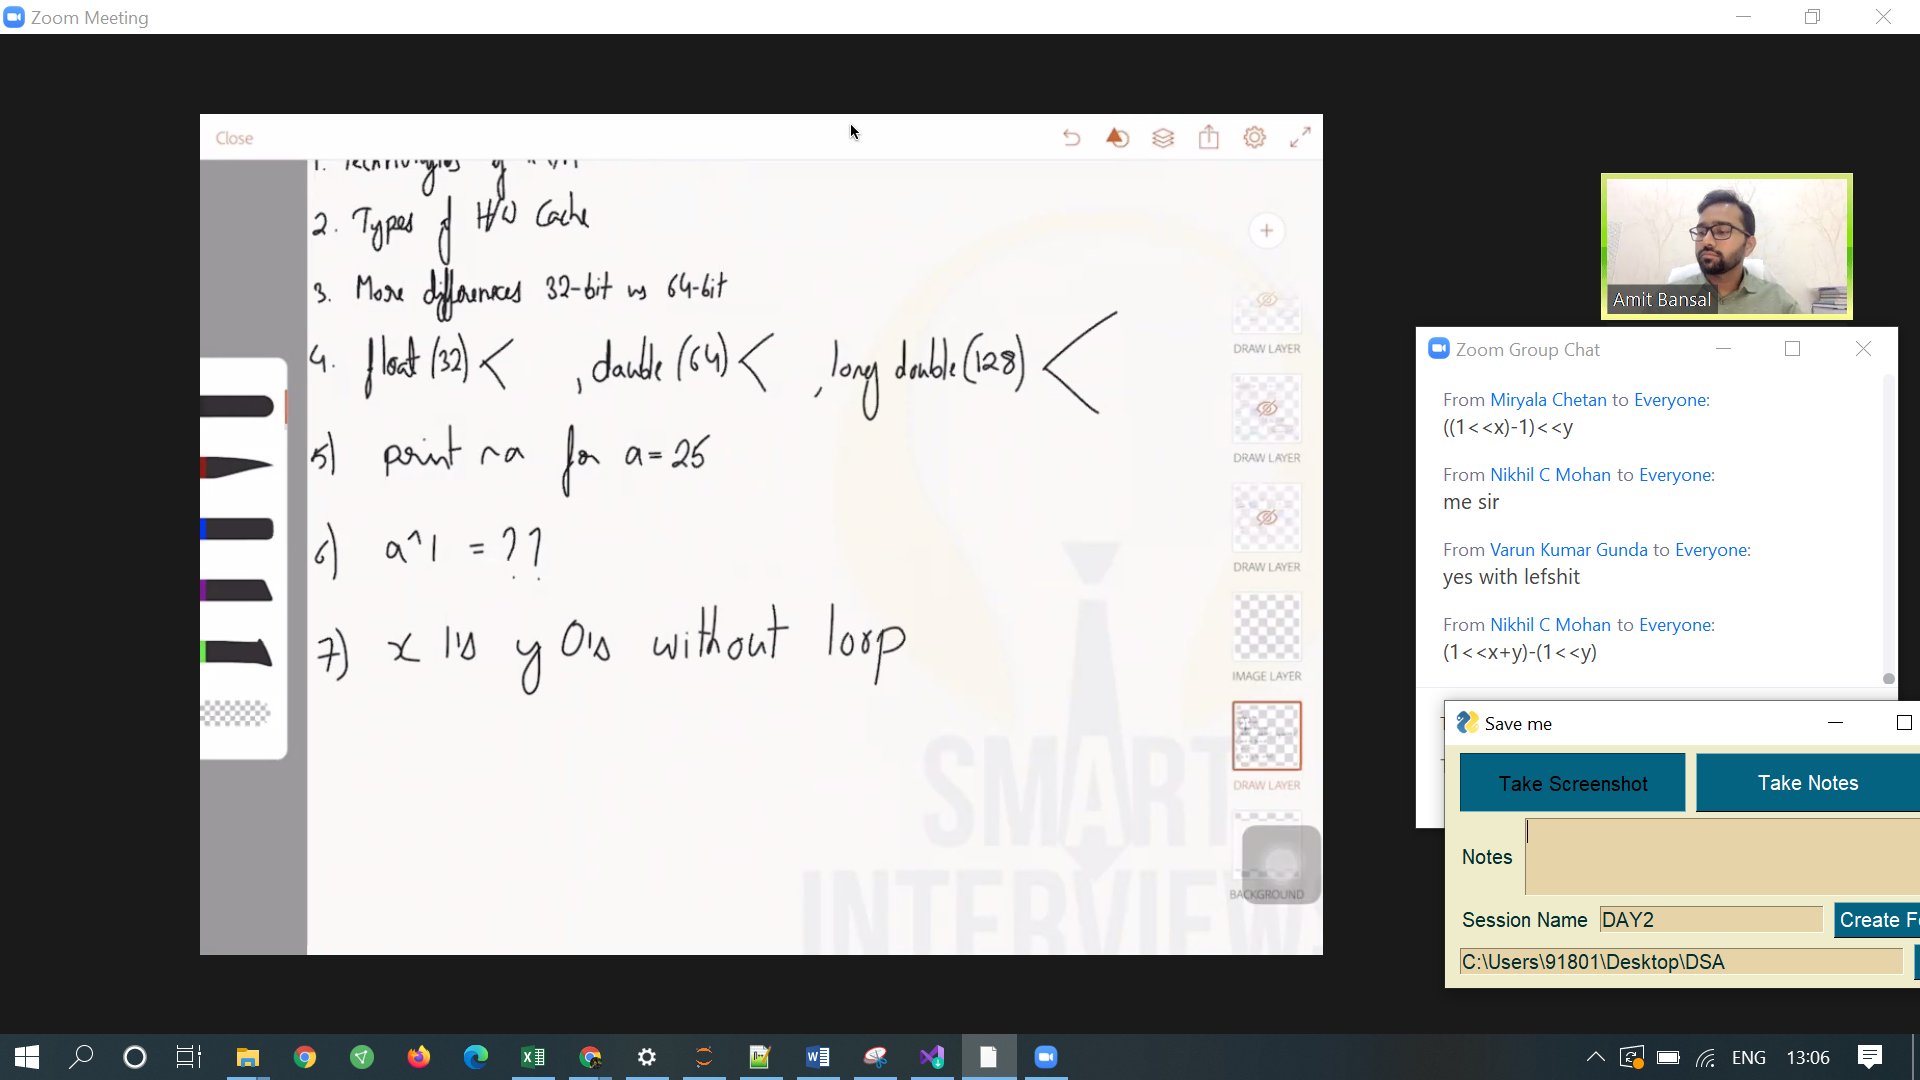 Zoom Meeting
Close
2. Types of H/W Cache
3. More differences 32-bit vs 64-bit
4. float (32) < , double (64) < , long double (128) <
5) print ~a for a = 25
6) a^1 = ??
7) x 1's y 0's without loop
DRAW LAYER
DRAW LAYER
DRAW LAYER
IMAGE LAYER
DRAW LAYER
BACKGROUND
SMART
INTERVIEWS
Amit Bansal
Zoom Group Chat
From Miryala Chetan to Everyone:
((1<<x)-1)<<y
From Nikhil C Mohan to Everyone:
me sir
From Varun Kumar Gunda to Everyone:
yes with lefshit
From Nikhil C Mohan to Everyone:
(1<<x+y)-(1<<y)
Save me
Take Screenshot
Take Notes
Notes
Session Name DAY2
Create F
C:\Users\91801\Desktop\DSA
ENG 13:06